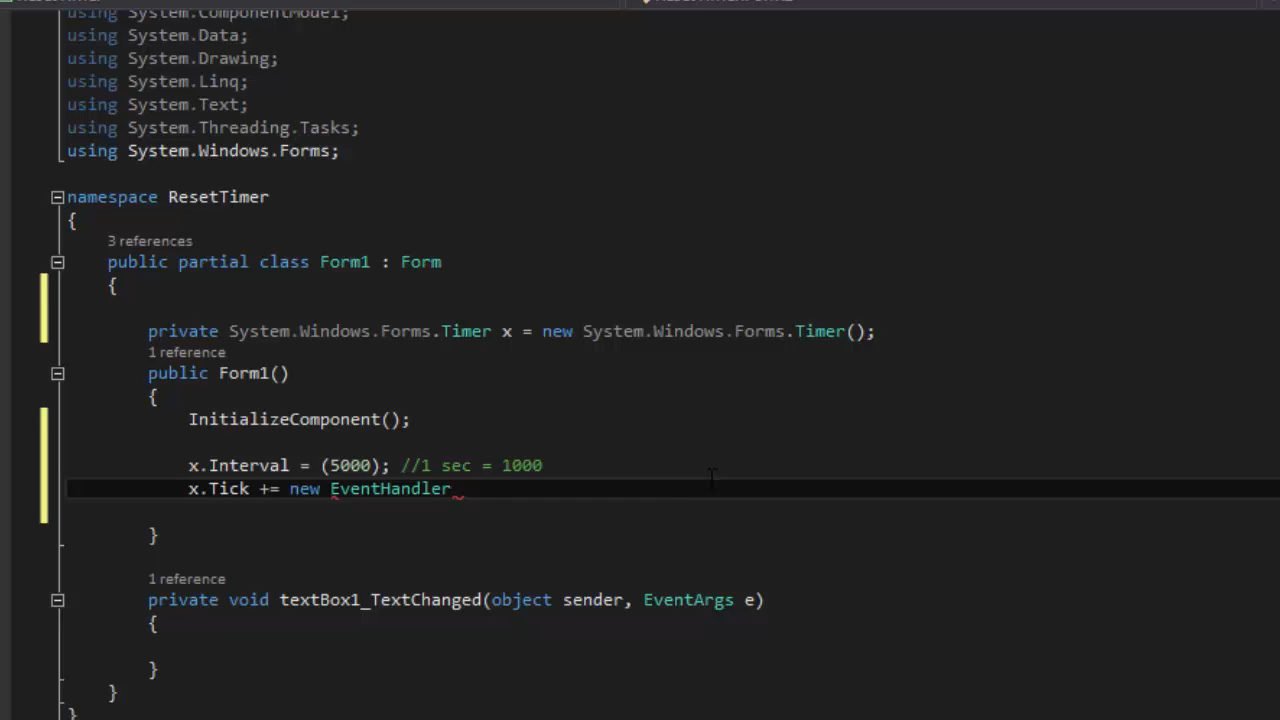 using System.ComponentModel;
using System.Data;
using System.Drawing;
using System.Linq;
using System.Text;
using System.Threading.Tasks;
using System.Windows.Forms;
namespace ResetTimer
{
3 references
public partial class Form1 : Form
{
private System.Windows.Forms.Timer x = new System.Windows.Forms.Timer();
1 reference
public Form1()
{
InitializeComponent();
x.Interval = (5000); //1 sec = 1000
x.Tick += new EventHandler
}
1 reference
private void textBox1_TextChanged(object sender, EventArgs e)
{
}
}
}